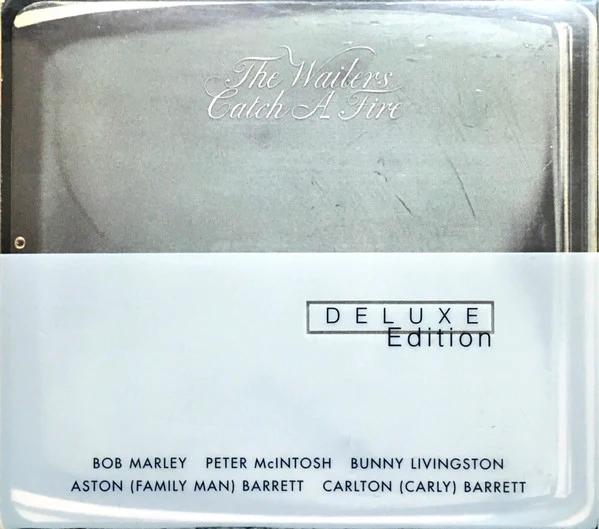 The Wailers
Catch A Fire
DELUXE
Edition
BOB MARLEY PETER McINTOSH BUNNY LIVINGSTON
ASTON (FAMILY MAN) BARRETT CARLTON (CARLY) BARRETT